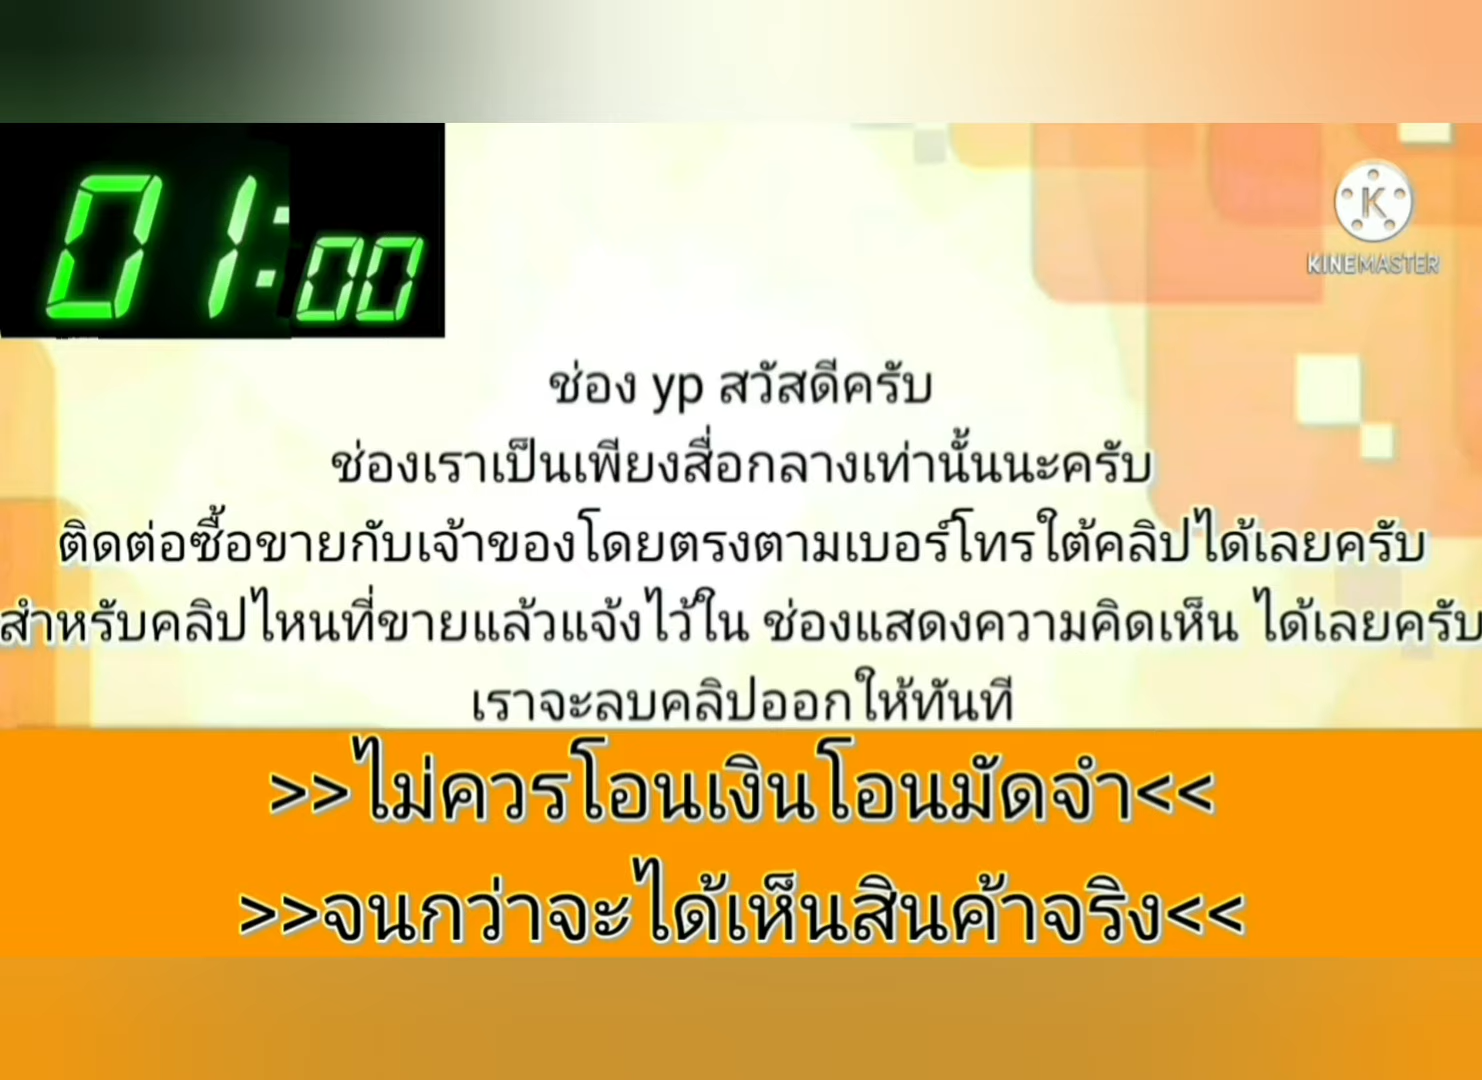 01:00
KINEMASTER
ช่อง yp สวัสดีครับ
ช่องเราเป็นเพียงสื่อกลางเท่านั้นนะครับ
ติดต่อซื้อขายกับเจ้าของโดยตรงตามเบอร์โทรใต้คลิปได้เลยครับ
สำหรับคลิปไหนที่ขายแล้วแจ้งไว้ใน ช่องแสดงความคิดเห็น ได้เลยครับ
เราจะลบคลิปออกให้ทันที
>>ไม่ควรโอนเงินโอนมัดจำ<<
>>จนกว่าจะได้เห็นสินค้าจริง<<